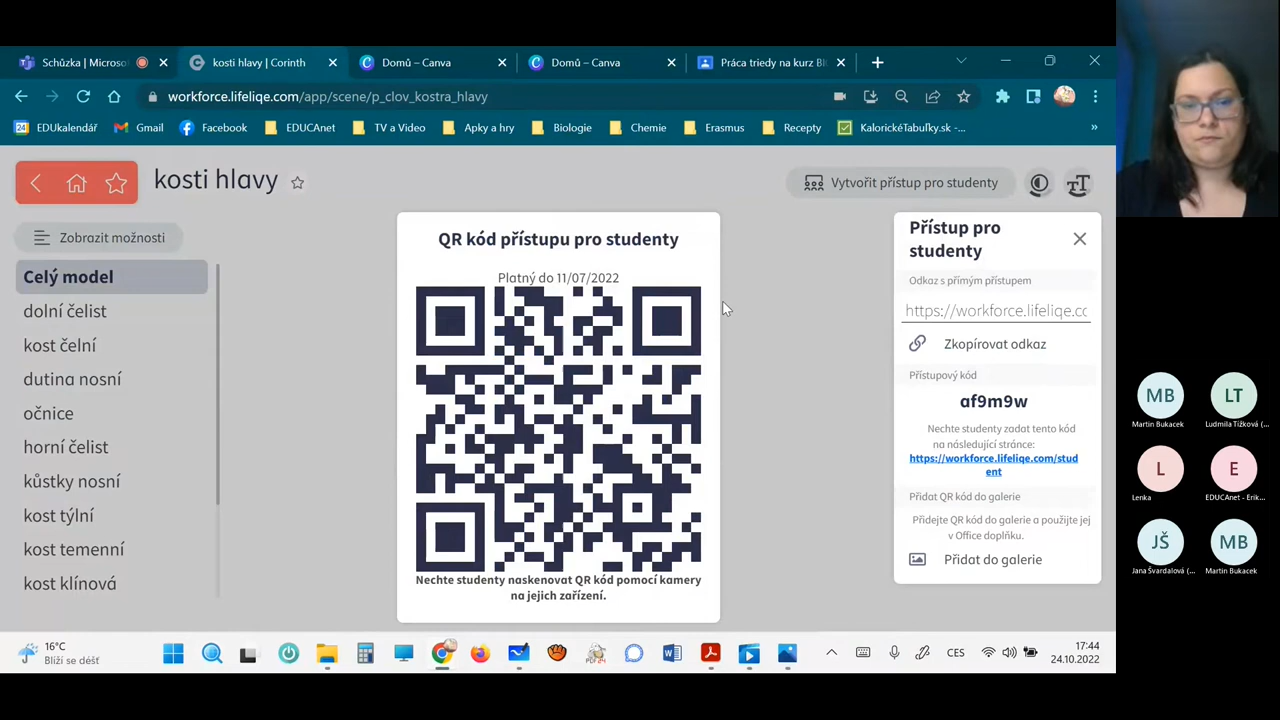 Schůzka | Microso
kosti hlavy | Corinth
Domů – Canva
Domů – Canva
Práca triedy na kurz Bl
workforce.lifeliqe.com/app/scene/p_clov_kostra_hlavy
EDUkalendář
Gmail
Facebook
EDUCAnet
TV a Video
Apky a hry
Biologie
Chemie
Erasmus
Recepty
KalorickéTabuľky.sk -...
»
kosti hlavy
Vytvořit přístup pro studenty
Zobrazit možnosti
Celý model
dolní čelist
kost čelní
dutina nosní
očnice
horní čelist
kůstky nosní
kost týlní
kost temenní
kost klínová
QR kód přístupu pro studenty
Platný do 11/07/2022
Nechte studenty naskenovat QR kód pomocí kamery
na jejich zařízení.
Přístup pro
studenty
Odkaz s přímým přístupem
https://workforce.lifeliqe.cc
Zkopírovat odkaz
Přístupový kód
af9m9w
Nechte studenty zadat tento kód
na následující stránce:
https://workforce.lifeliqe.com/stud
ent
Přidat QR kód do galerie
Přidejte QR kód do galerie a použijte jej
v Office doplňku.
Přidat do galerie
MB
Martin Bukacek
LT
Ludmila Tížková (...
L
Lenka
E
EDUCAnet - Erik...
JŠ
Jana Švardalová (...
MB
Martin Bukacek
16°C
Blíží se déšť
CES
17:44
24.10.2022